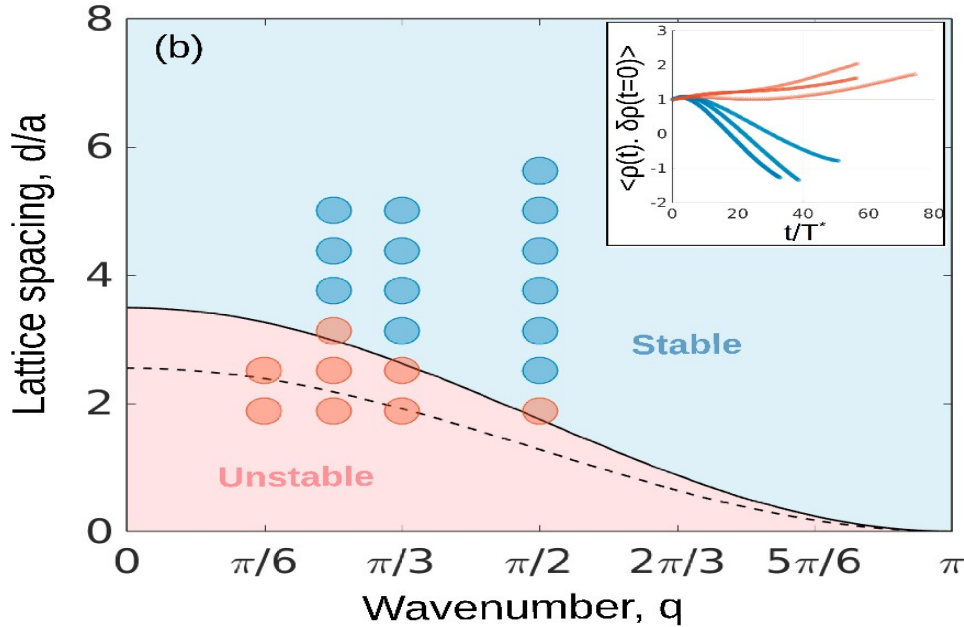 (b)
8
6
4
2
0
Lattice spacing, d/a
0
π/6
π/3
π/2
2π/3
5π/6
π
Wavenumber, q
Stable
Unstable
3
2
1
0
-1
-2
<ρ(t). δρ(t=0)>
0
20
40
60
80
t/T*